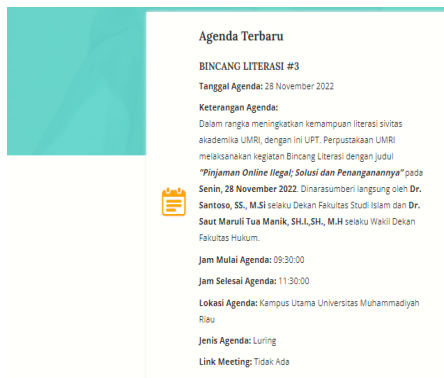 Agenda Terbaru
BINCANG LITERASI #3
Tanggal Agenda: 28 November 2022
Keterangan Agenda:
Dalam rangka meningkatkan kemampuan literasi sivitas
akademika UMRI, dengan ini UPT. Perpustakaan UMRI
melaksanakan kegiatan Bincang Literasi dengan judul
"Pinjaman Online Ilegal; Solusi dan Penanganannya" pada
Senin, 28 November 2022. Dinarasumberi langsung oleh Dr.
Santoso, SS., M.Si selaku Dekan Fakultas Studi Islam dan Dr.
Saut Maruli Tua Manik, SH.I.,SH., M.H selaku Wakil Dekan
Fakultas Hukum.
Jam Mulai Agenda: 09:30:00
Jam Selesai Agenda: 11:30:00
Lokasi Agenda: Kampus Utama Universitas Muhammadiyah
Riau
Jenis Agenda: Luring
Link Meeting: Tidak Ada